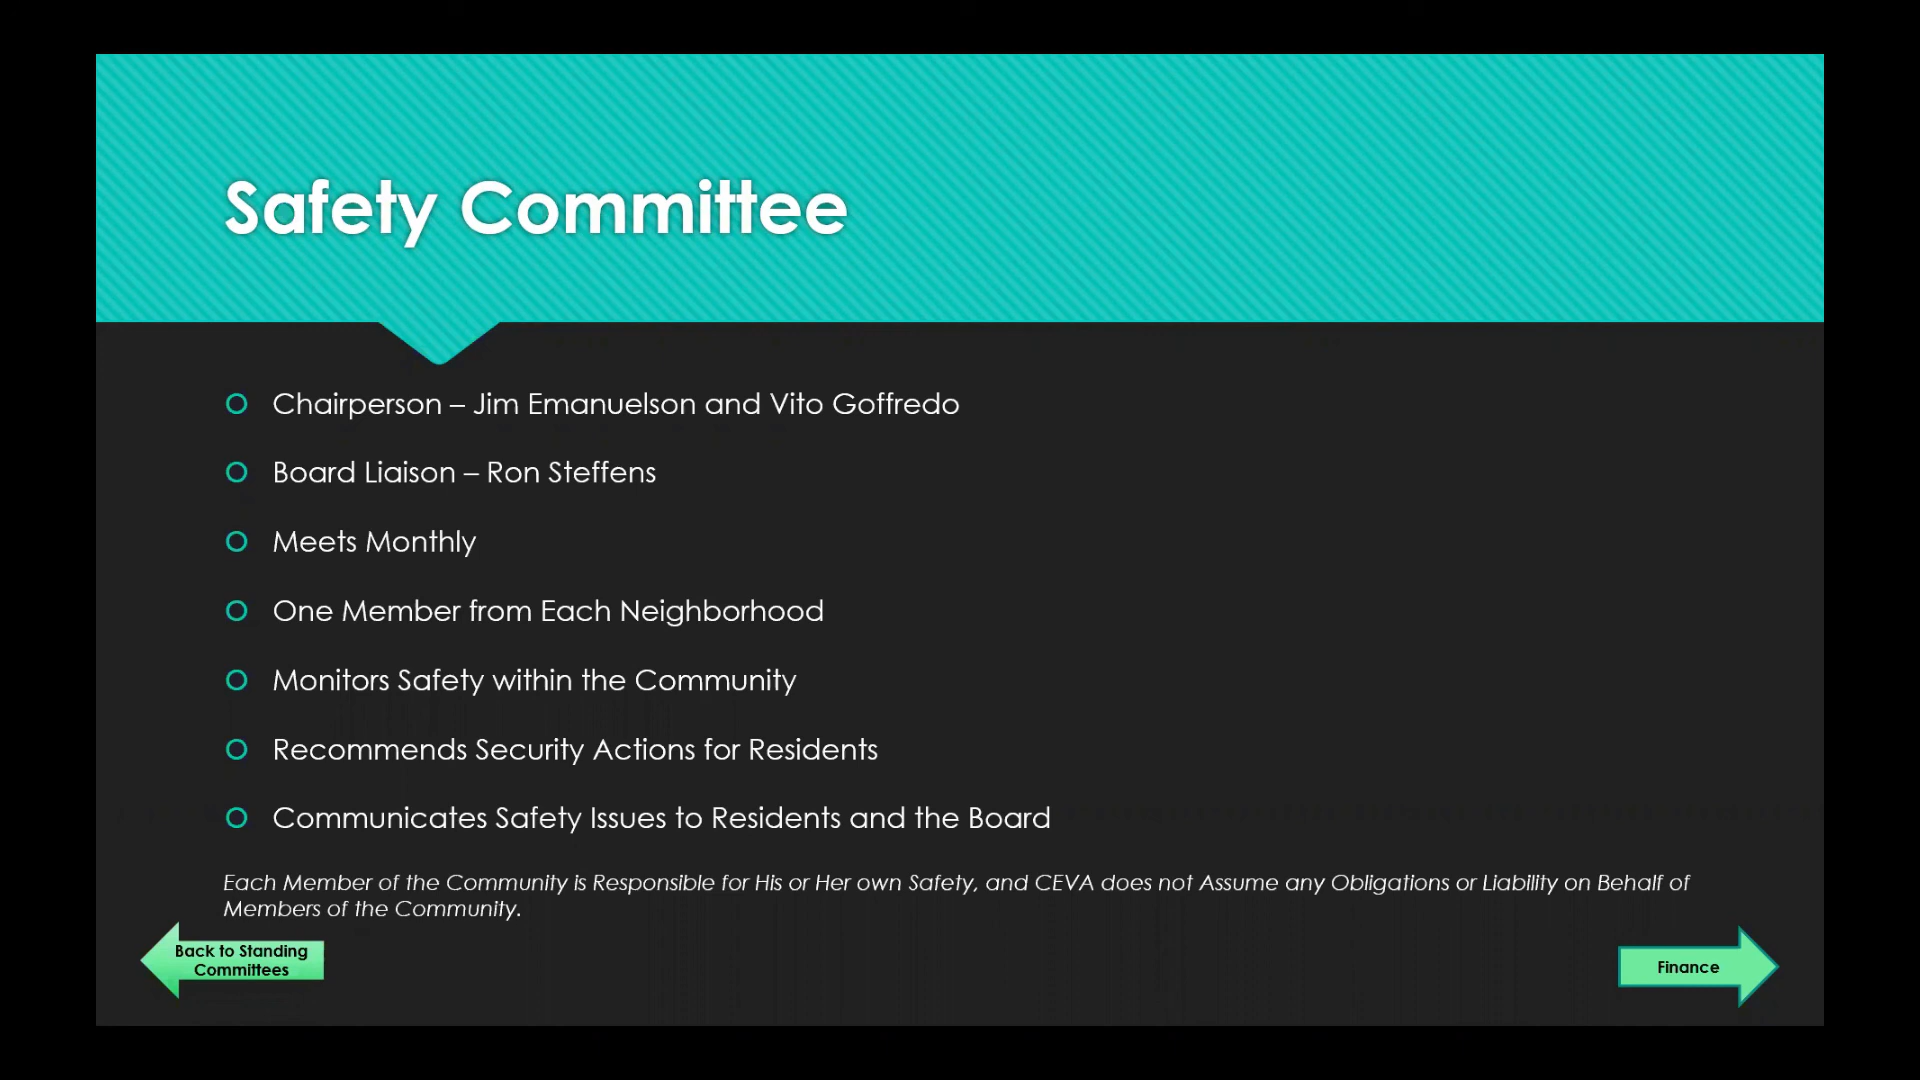 Safety Committee
Chairperson – Jim Emanuelson and Vito Goffredo
Board Liaison – Ron Steffens
Meets Monthly
One Member from Each Neighborhood
Monitors Safety within the Community
Recommends Security Actions for Residents
Communicates Safety Issues to Residents and the Board
Each Member of the Community is Responsible for His or Her own Safety, and CEVA does not Assume any Obligations or Liability on Behalf of
Members of the Community.
Back to Standing
Committees
Finance